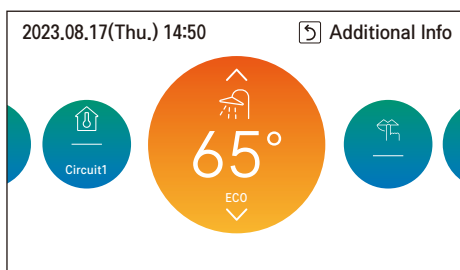 2023.08.17(Thu.) 14:50
Additional Info
65°
ECO
Circuit1